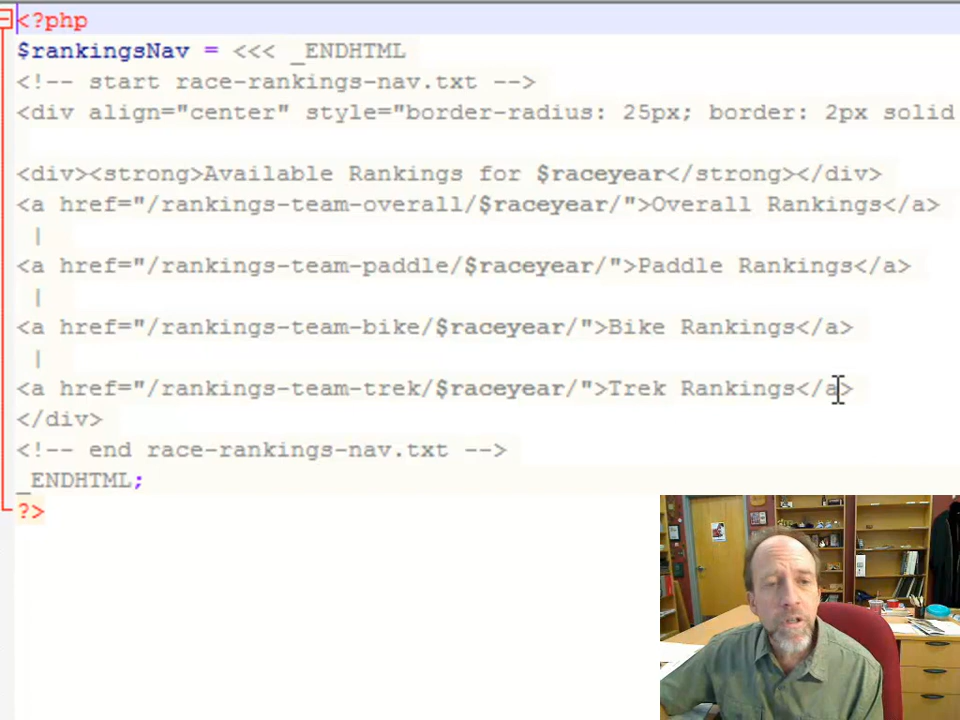 <?php
$rankingsNav = <<< _ENDHTML
<!-- start race-rankings-nav.txt -->
<div align="center" style="border-radius: 25px; border: 2px solid
<div><strong>Available Rankings for $raceyear</strong></div>
<a href="/rankings-team-overall/$raceyear/">Overall Rankings</a>
|
<a href="/rankings-team-paddle/$raceyear/">Paddle Rankings</a>
|
<a href="/rankings-team-bike/$raceyear/">Bike Rankings</a>
|
<a href="/rankings-team-trek/$raceyear/">Trek Rankings</a>
</div>
<!-- end race-rankings-nav.txt -->
_ENDHTML;
?>